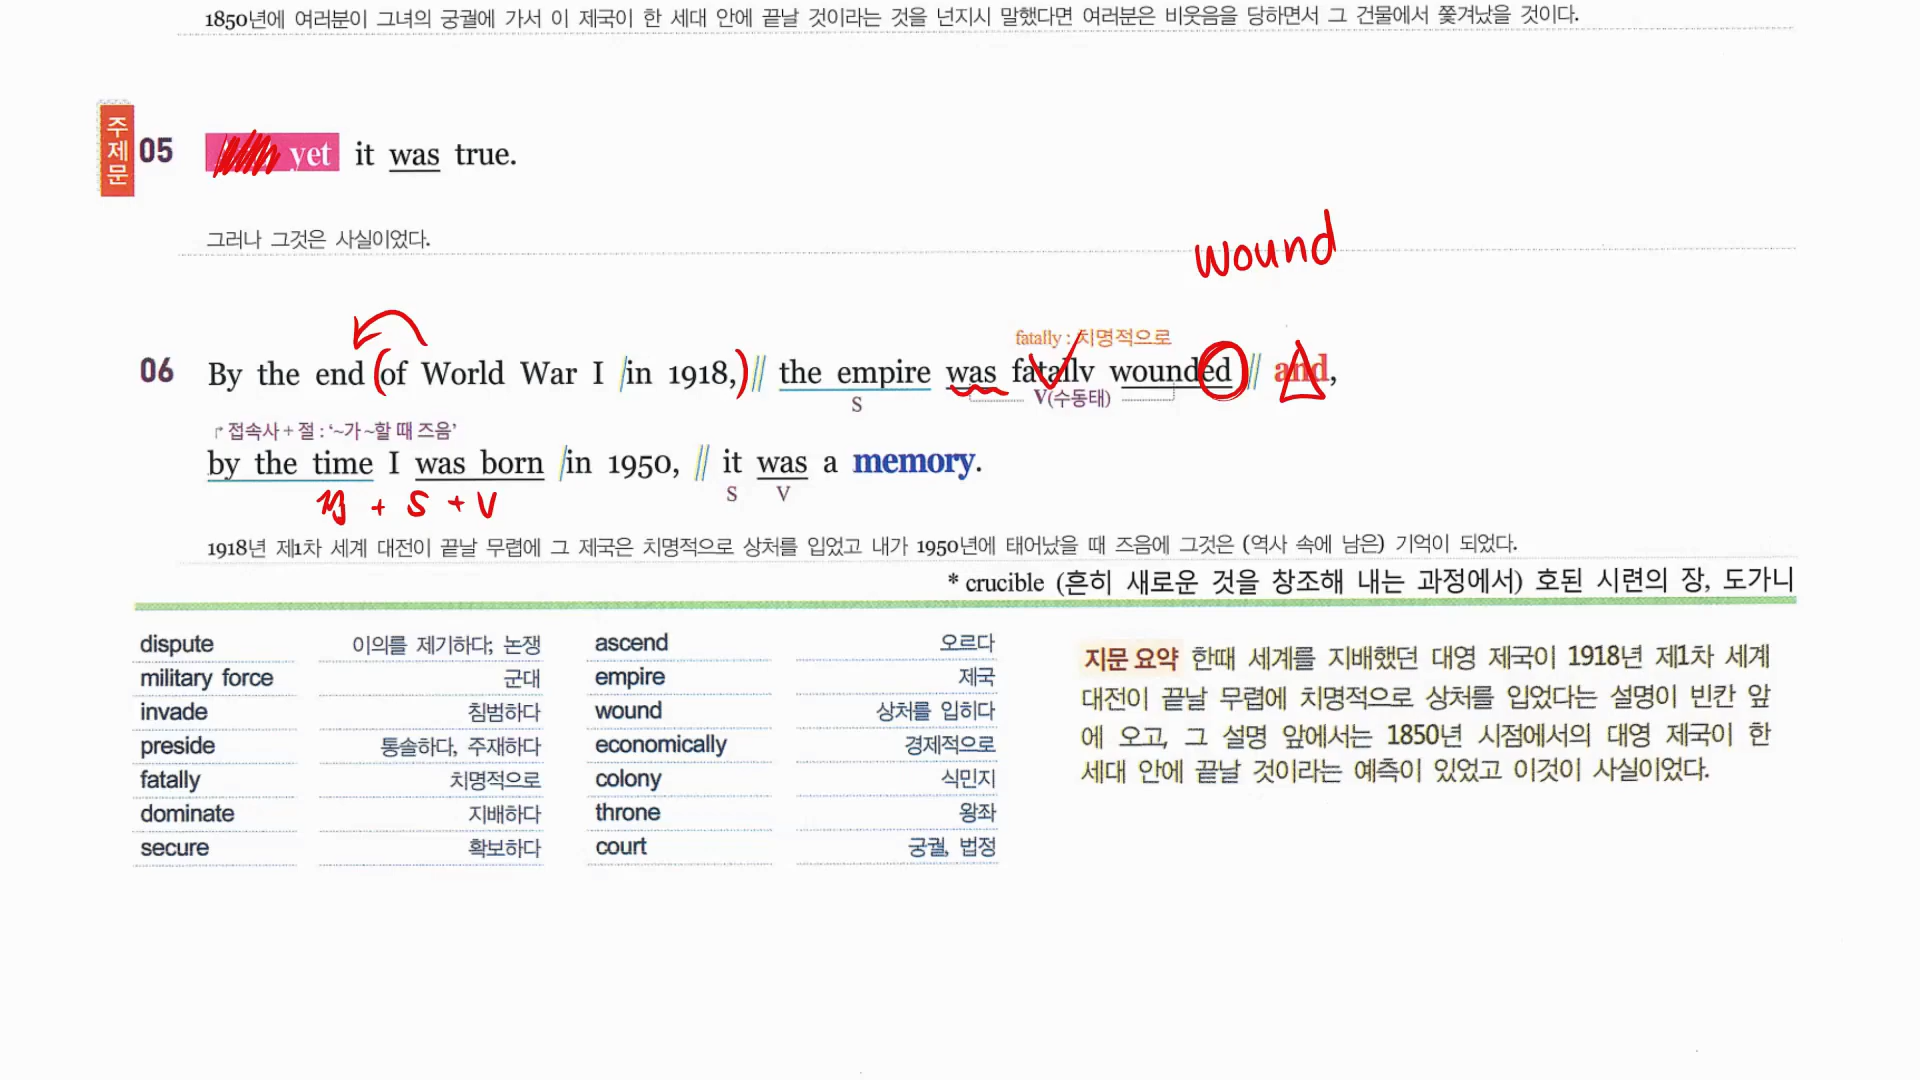 1850년에 여러분이 그녀의 궁궐에 가서 이 제국이 한 세대 안에 끝날 것이라는 것을 넌지시 말했다면 여러분은 비웃음을 당하면서 그 건물에서 쫓겨났을 것이다.
주제문
05 yet it was true.
그러나 그것은 사실이었다.
wound
fatally : 치명적으로
06 By the end (of World War I /in 1918,) // the empire was fatally wounded // and,
S V(수동태)
↱ 접속사 + 절 : ‘~가 ~할 때 즈음’
by the time I was born /in 1950, // it was a memory.
S V
접 + S + V
1918년 제1차 세계 대전이 끝날 무렵에 그 제국은 치명적으로 상처를 입었고 내가 1950년에 태어났을 때 즈음에 그것은 (역사 속에 남은) 기억이 되었다.
* crucible (흔히 새로운 것을 창조해 내는 과정에서) 호된 시련의 장, 도가니
dispute 이의를 제기하다; 논쟁
military force 군대
invade 침범하다
preside 통솔하다, 주재하다
fatally 치명적으로
dominate 지배하다
secure 확보하다
ascend 오르다
empire 제국
wound 상처를 입히다
economically 경제적으로
colony 식민지
throne 왕좌
court 궁궐, 법정
지문 요약 한때 세계를 지배했던 대영 제국이 1918년 제1차 세계
대전이 끝날 무렵에 치명적으로 상처를 입었다는 설명이 빈칸 앞
에 오고, 그 설명 앞에서는 1850년 시점에서의 대영 제국이 한
세대 안에 끝날 것이라는 예측이 있었고 이것이 사실이었다.